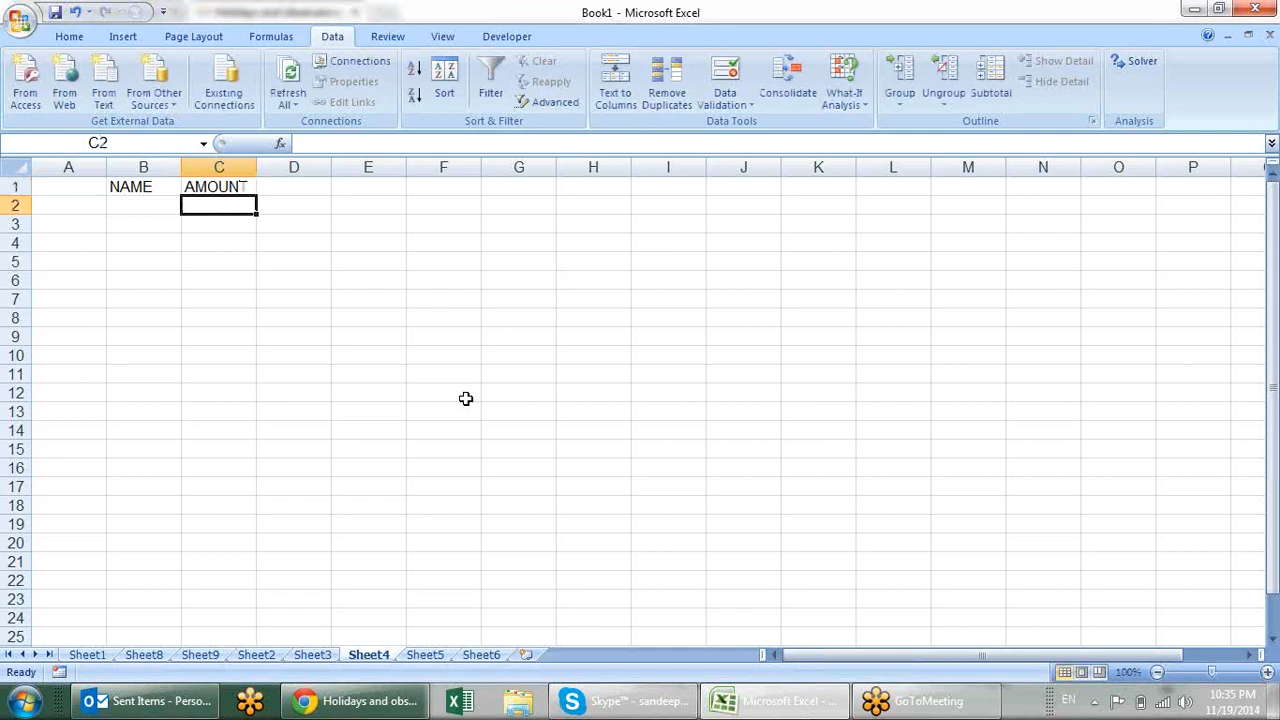 Book1 - Microsoft Excel
Home Insert Page Layout Formulas Data Review View Developer
From Access
From Web
From Text
From Other Sources
Existing Connections
Get External Data
Refresh All
Connections
Properties
Edit Links
Connections
Sort
Filter
Clear
Reapply
Advanced
Sort & Filter
Text to Columns
Remove Duplicates
Data Validation
Consolidate
What-If Analysis
Data Tools
Group
Ungroup
Subtotal
Show Detail
Hide Detail
Outline
Solver
Analysis
C2
A B C D E F G H I J K L M N O P
1 NAME AMOUNT
2
3
4
5
6
7
8
9
10
11
12
13
14
15
16
17
18
19
20
21
22
23
24
25
Sheet1 Sheet8 Sheet9 Sheet2 Sheet3 Sheet4 Sheet5 Sheet6
Ready 100%
Sent Items - Perso... Holidays and obs... Skype™ - sandeep... Microsoft Excel - ... GoToMeeting EN 10:35 PM
11/19/2014